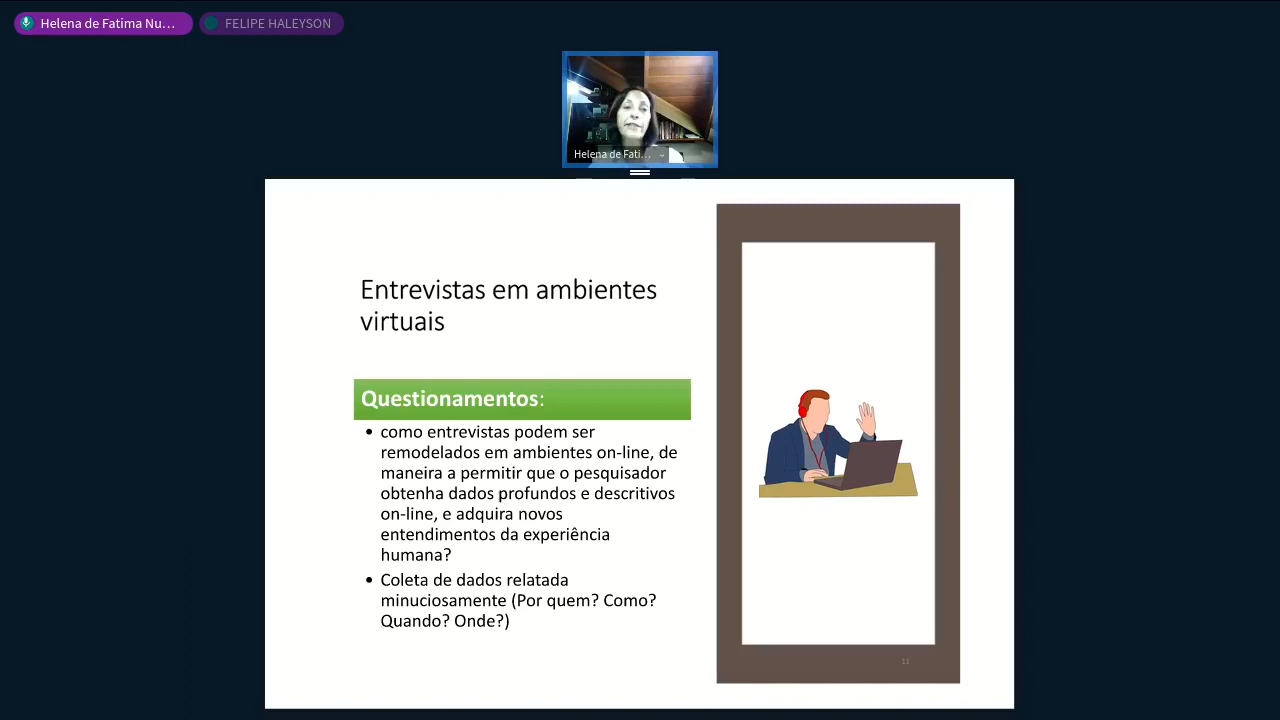 Helena de Fatima Nu...
FELIPE HALEYSON
Helena de Fati...
Entrevistas em ambientes
virtuais
Questionamentos:
• como entrevistas podem ser
remodelados em ambientes on-line, de
maneira a permitir que o pesquisador
obtenha dados profundos e descritivos
on-line, e adquira novos
entendimentos da experiência
humana?
• Coleta de dados relatada
minuciosamente (Por quem? Como?
Quando? Onde?)
11